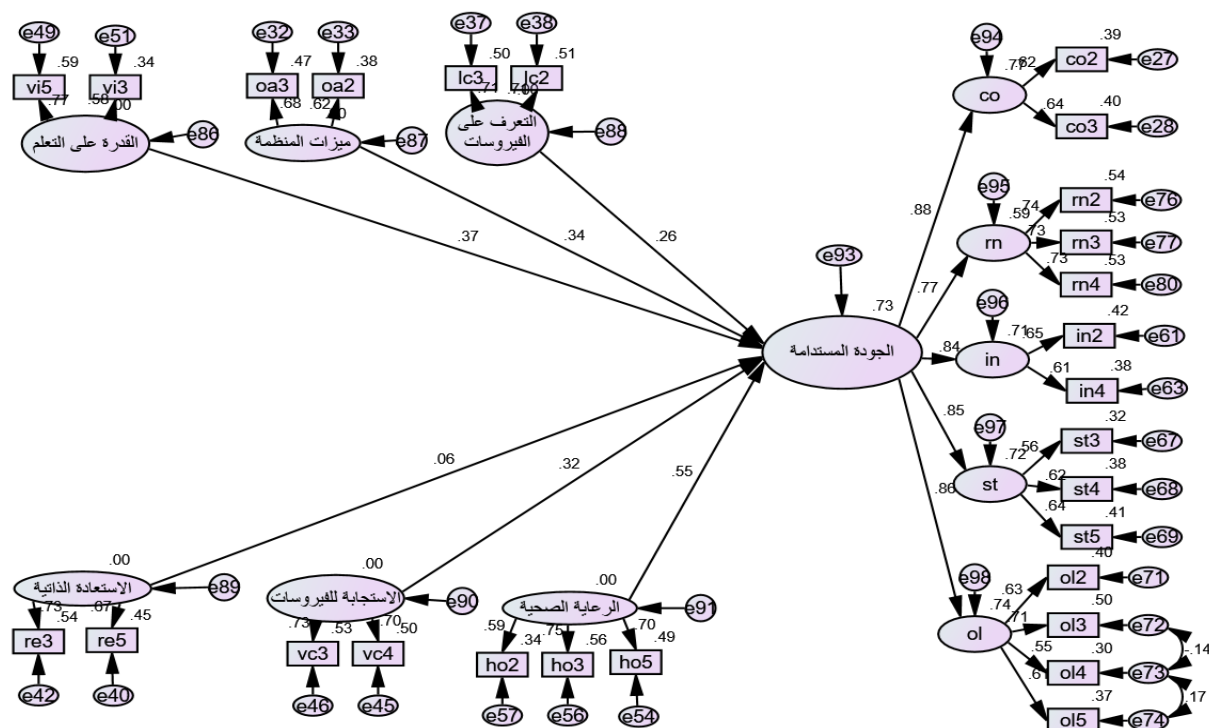 e49
e51
.59
.34
vi5
vi3
.77
.58
.00
القدرة على التعلم
e86
e32
e33
.47
.38
oa3
oa2
.68
.62
ميزات المنظمة
e87
e37
e38
.50
.51
lc3
lc2
.71
التعرف على
الفيروسات
e88
.37
.34
.26
e93
.73
الجودة المستدامة
.88
.77
.84
.85
.86
e94
co
.62
.64
.39
co2
e27
.40
co3
e28
e95
.59
rn
.74
.73
.73
.54
rn2
e76
.53
rn3
e77
.53
rn4
e80
e96
.71
in
.65
.61
.42
in2
e61
.38
in4
e63
e97
.72
st
.56
.62
.64
.32
st3
e67
.38
st4
e68
.41
st5
e69
e98
.74
ol
.63
.71
.55
.61
.40
ol2
e71
.50
ol3
e72
.30
ol4
e73
.37
ol5
e74
-.14
.17
.06
.32
.55
.00
الاستعادة الذاتية
e89
.73
.67
.54
.45
re3
re5
e42
e40
.00
الاستجابة للفيروسات
e90
.73
.70
.53
.50
vc3
vc4
e46
e45
.00
الرعاية الصحية
e91
.59
.75
.70
.34
.56
.49
ho2
ho3
ho5
e57
e56
e54